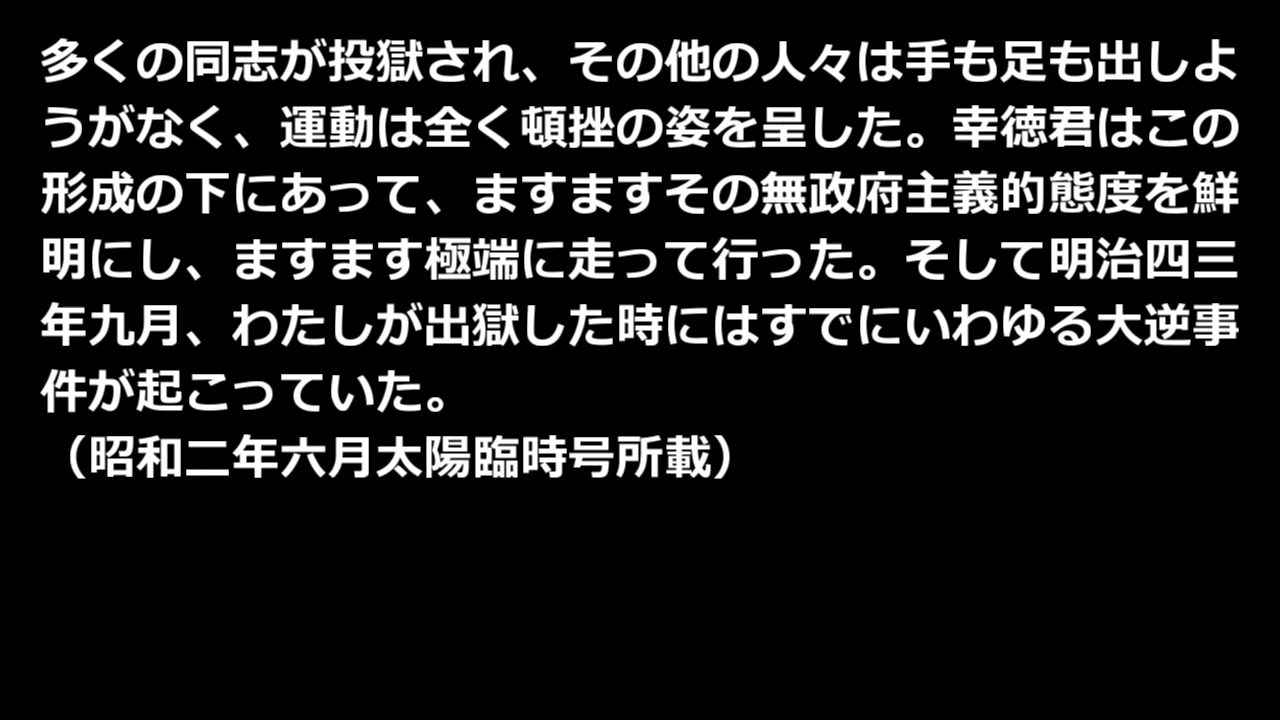 多くの同志が投獄され、その他の人々は手も足も出しよ
うがなく、運動は全く頓挫の姿を呈した。幸徳君はこの
形成の下にあって、ますますその無政府主義的態度を鮮
明にし、ますます極端に走って行った。そして明治四三
年九月、わたしが出獄した時にはすでにいわゆる大逆事
件が起こっていた。
（昭和二年六月太陽臨時号所載）